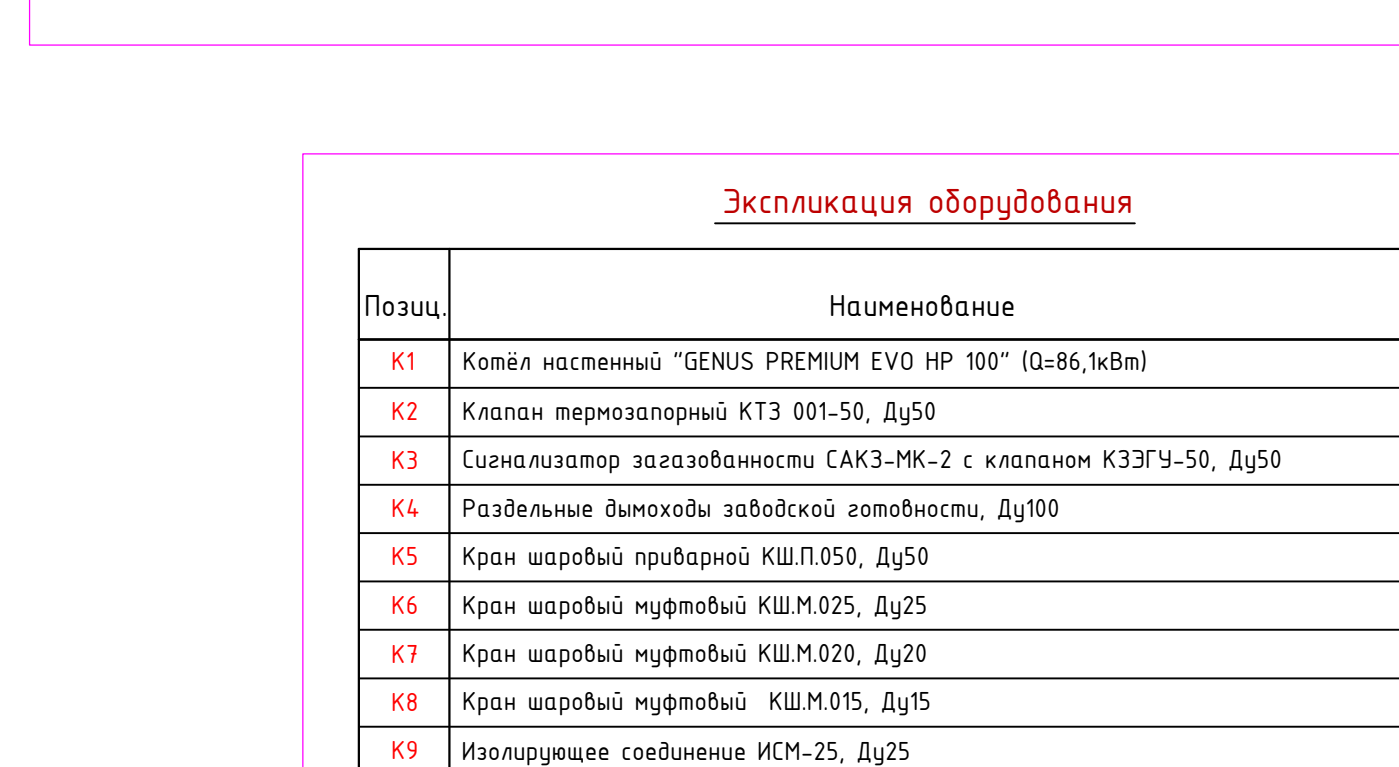 Экспликация оборудования
Позиц. Наименование
К1 Котёл настенный "GENUS PREMIUM EVO HP 100" (Q=86,1кВт)
К2 Клапан термозапорный КТЗ 001-50, Ду50
К3 Сигнализатор загазованности САКЗ-МК-2 с клапаном КЗЭГУ-50, Ду50
К4 Раздельные дымоходы заводской готовности, Ду100
К5 Кран шаровый приварной КШ.П.050, Ду50
К6 Кран шаровый муфтовый КШ.М.025, Ду25
К7 Кран шаровый муфтовый КШ.М.020, Ду20
К8 Кран шаровый муфтовый КШ.М.015, Ду15
К9 Изолирующее соединение ИСМ-25, Ду25